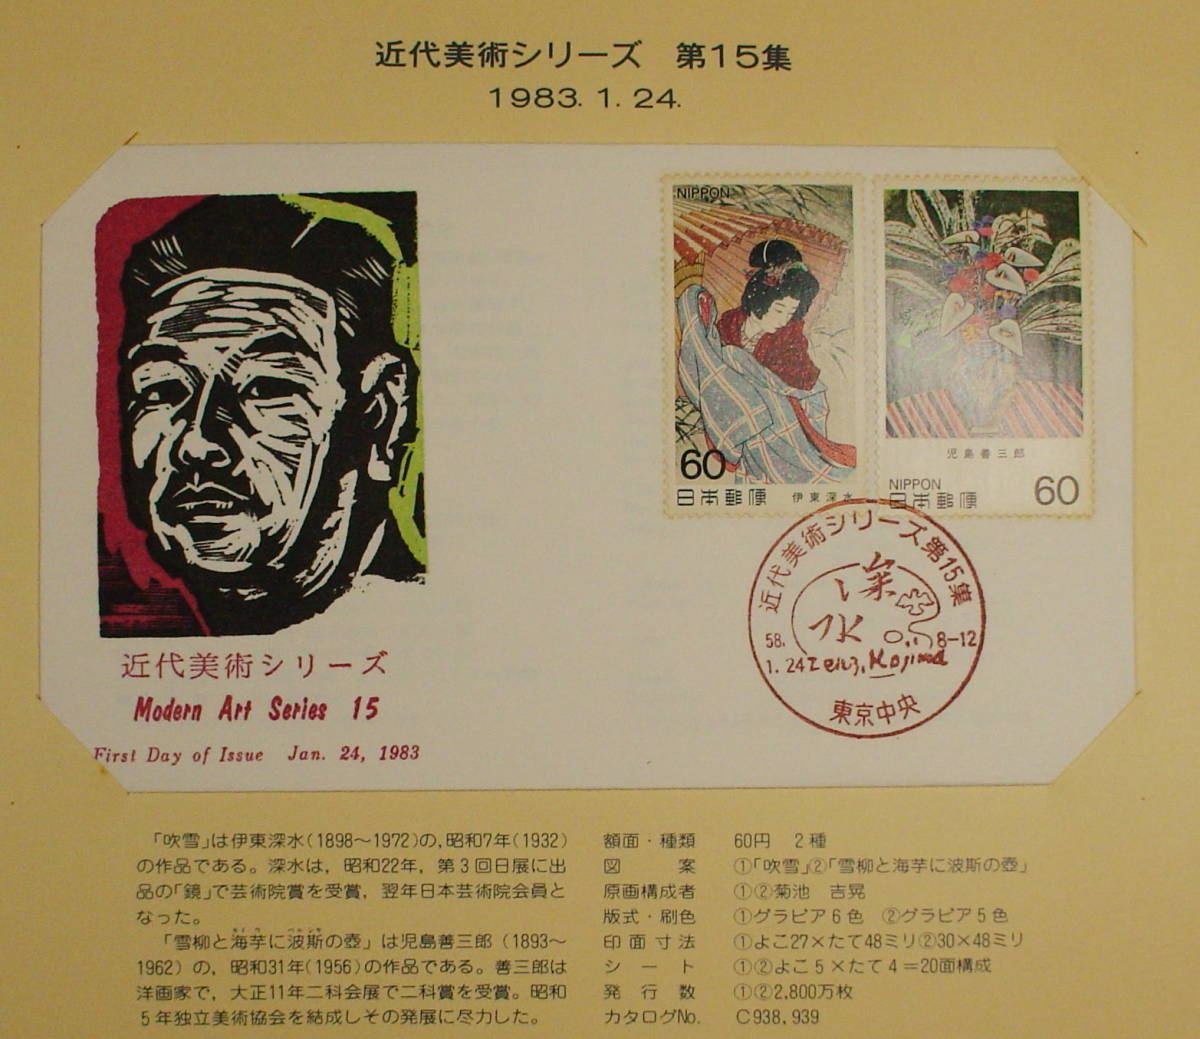 近代美術シリーズ 第15集
1983. 1. 24.
NIPPON
60
日本郵便
伊東深水
児島善三郎
NIPPON
日本郵便
60
近代美術シリーズ第15集
深水
58.
8-12
1. 24
Kojima
東京中央
近代美術シリーズ
Modern Art Series 15
First Day of Issue Jan. 24, 1983
「吹雪」は伊東深水(1898〜1972)の,昭和7年(1932)
の作品である。深水は,昭和22年,第3回日展に出
品の「鏡」で芸術院賞を受賞,翌年日本芸術院会員と
なった。
「雪柳と海芋に波斯の壺」は児島善三郎(1893〜
1962)の,昭和31年(1956)の作品である。善三郎は
洋画家で,大正11年二科会展で二科賞を受賞。昭和
5年独立美術協会を結成しその発展に尽力した。
額面・種類 60円 2種
図案 ①「吹雪」②「雪柳と海芋に波斯の壺」
原画構成者 ①②菊池 吉晃
版式・刷色 ①グラビア6色 ②グラビア5色
印面寸法 ①よこ27×たて48ミリ②30×48ミリ
シート ①②よこ5×たて4=20面構成
発行数 ①②2,800万枚
カタログNo. C938, 939